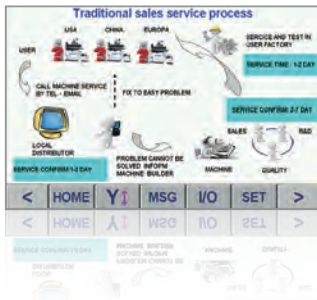 Traditional sales service process
USA CHINA EUROPA
USER
SERVICE AND TEST IN
USER FACTORY
SERVICE TIME : 1-2 DAY
CALL MACHINE SERVICE
BY TEL - EMAIL
FIX TO EASY PROBLEM
SERVICE CONFIRM 2-7 DAY
LOCAL
DISTRIBUTOR
SALES R&D
PROBLEM CANNOT BE
SOLVED INFOPM
MACHINE BUILDER
MACHINE QUALITY
SERVICE CONFIRM 1-3 DAY
< HOME Y MSG I/O SET >